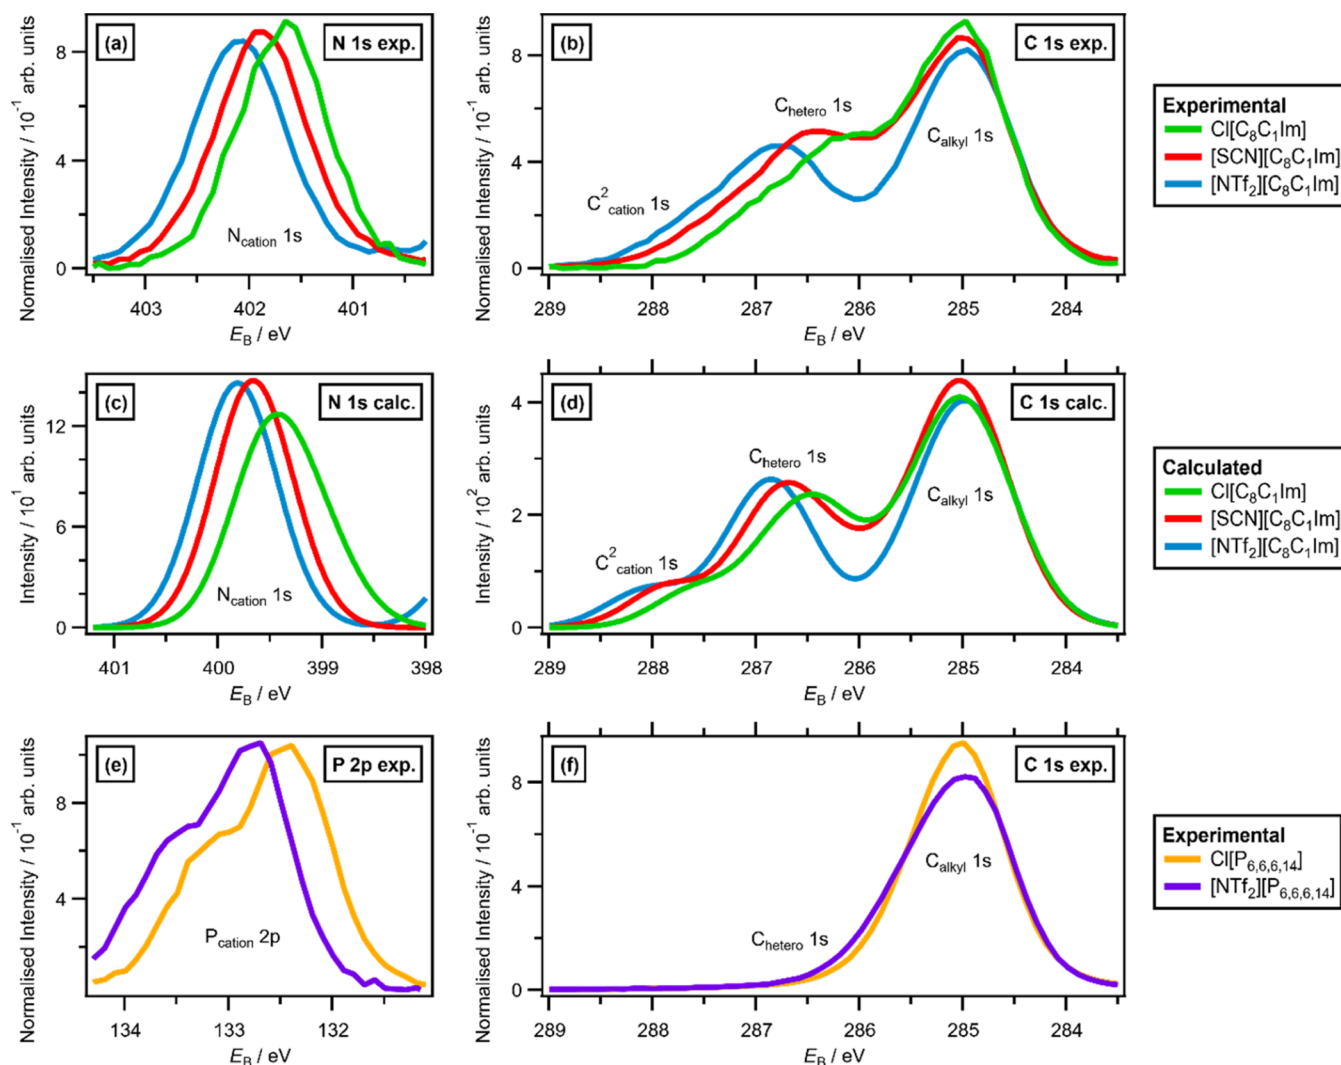 (a)
N 1s exp.
Normalised Intensity / 10⁻¹ arb. units
8
4
0
N_cation 1s
403
402
401
E_B / eV
(b)
C 1s exp.
Normalised Intensity / 10⁻¹ arb. units
8
4
0
C_hetero 1s
C_alkyl 1s
C²_cation 1s
289
288
287
286
285
284
E_B / eV
Experimental
Cl[C₈C₁Im]
[SCN][C₈C₁Im]
[NTf₂][C₈C₁Im]
(c)
N 1s calc.
Intensity / 10¹ arb. units
12
6
0
N_cation 1s
401
400
399
398
E_B / eV
(d)
C 1s calc.
Intensity / 10² arb. units
4
2
0
C_hetero 1s
C_alkyl 1s
C²_cation 1s
289
288
287
286
285
284
E_B / eV
Calculated
Cl[C₈C₁Im]
[SCN][C₈C₁Im]
[NTf₂][C₈C₁Im]
(e)
P 2p exp.
Normalised Intensity / 10⁻¹ arb. units
8
4
P_cation 2p
134
133
132
E_B / eV
(f)
C 1s exp.
Normalised Intensity / 10⁻¹ arb. units
8
4
0
C_alkyl 1s
C_hetero 1s
289
288
287
286
285
284
E_B / eV
Experimental
Cl[P₆,₆,₆,₁₄]
[NTf₂][P₆,₆,₆,₁₄]